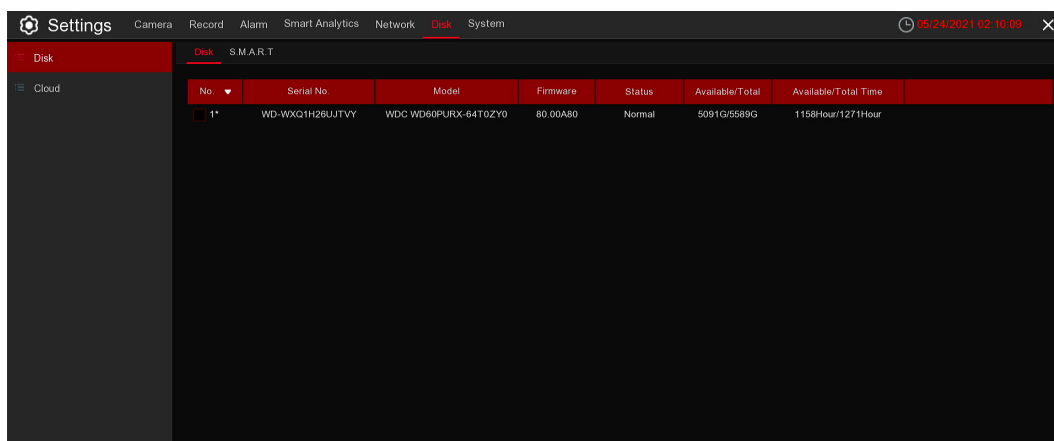 Settings Camera Record Alarm Smart Analytics Network Disk System 05/24/2021 02:10:09
Disk Disk S.M.A.R.T
Cloud
No. Serial No. Model Firmware Status Available/Total Available/Total Time
1* WD-WXQ1H26UJTVY WDC WD60PURX-64T0ZY0 80.00A80 Normal 5091G/5589G 1158Hour/1271Hour